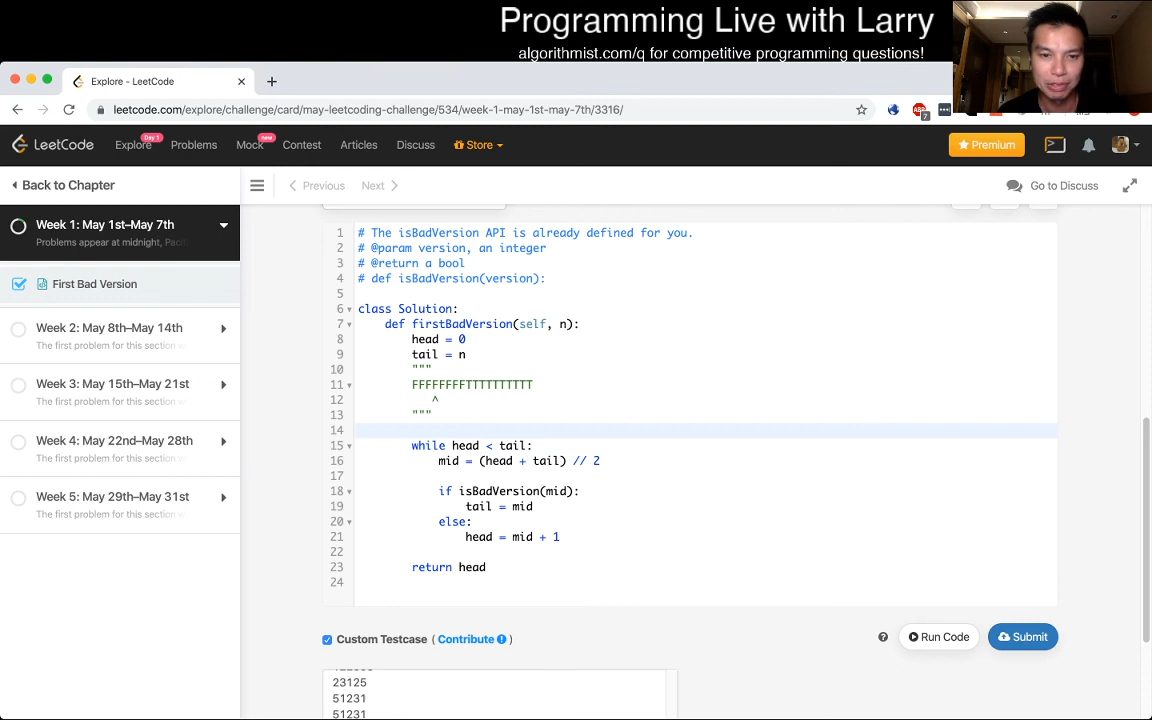 Programming Live with Larry
algorithmist.com/q for competitive programming questions!
Explore - LeetCode
leetcode.com/explore/challenge/card/may-leetcoding-challenge/534/week-1-may-1st-may-7th/3316/
ABP
7
LeetCode
Explore
Day 1
Problems
Mock
new
Contest
Articles
Discuss
Store
Premium
Back to Chapter
Previous
Next
Go to Discuss
Week 1: May 1st–May 7th
Problems appear at midnight, Pacif
First Bad Version
Week 2: May 8th–May 14th
The first problem for this section w
Week 3: May 15th–May 21st
The first problem for this section w
Week 4: May 22nd–May 28th
The first problem for this section w
Week 5: May 29th–May 31st
The first problem for this section w
1 # The isBadVersion API is already defined for you.
2 # @param version, an integer
3 # @return a bool
4 # def isBadVersion(version):
5
6 class Solution:
7 def firstBadVersion(self, n):
8 head = 0
9 tail = n
10 """
11 FFFFFFFFTTTTTTTTTT
12 ^
13 """
14
15 while head < tail:
16 mid = (head + tail) // 2
17
18 if isBadVersion(mid):
19 tail = mid
20 else:
21 head = mid + 1
22
23 return head
24
Custom Testcase ( Contribute )
Run Code
Submit
23125
51231
51231